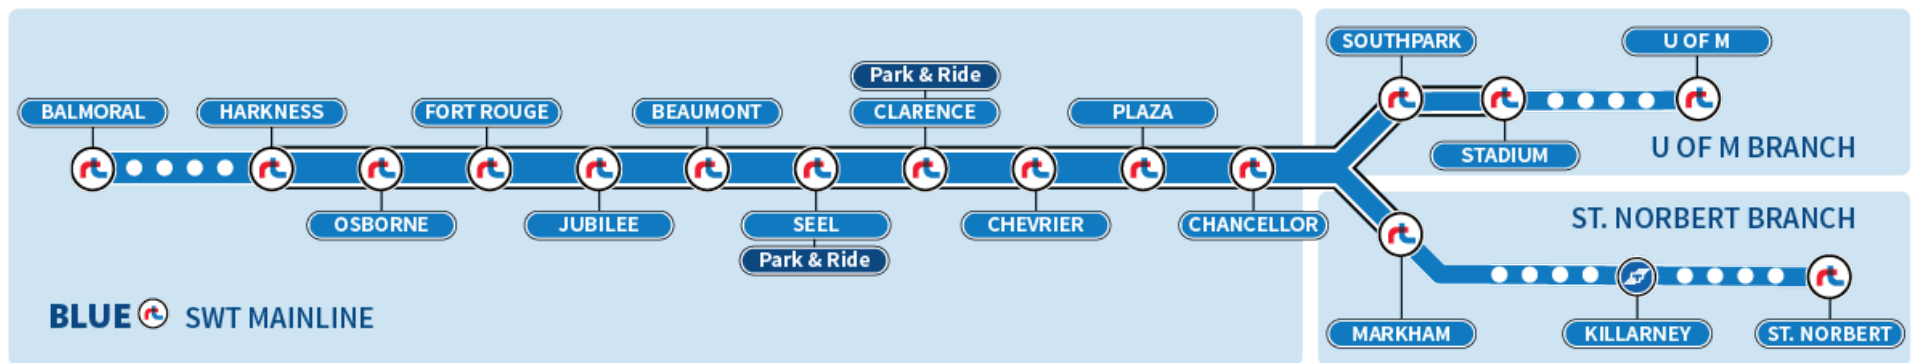 SOUTHPARK
U OF M
Park & Ride
BALMORAL
HARKNESS
FORT ROUGE
BEAUMONT
CLARENCE
PLAZA
STADIUM
U OF M BRANCH
OSBORNE
JUBILEE
SEEL
CHEVRIER
CHANCELLOR
ST. NORBERT BRANCH
Park & Ride
BLUE rt SWT MAINLINE
MARKHAM
KILLARNEY
ST. NORBERT